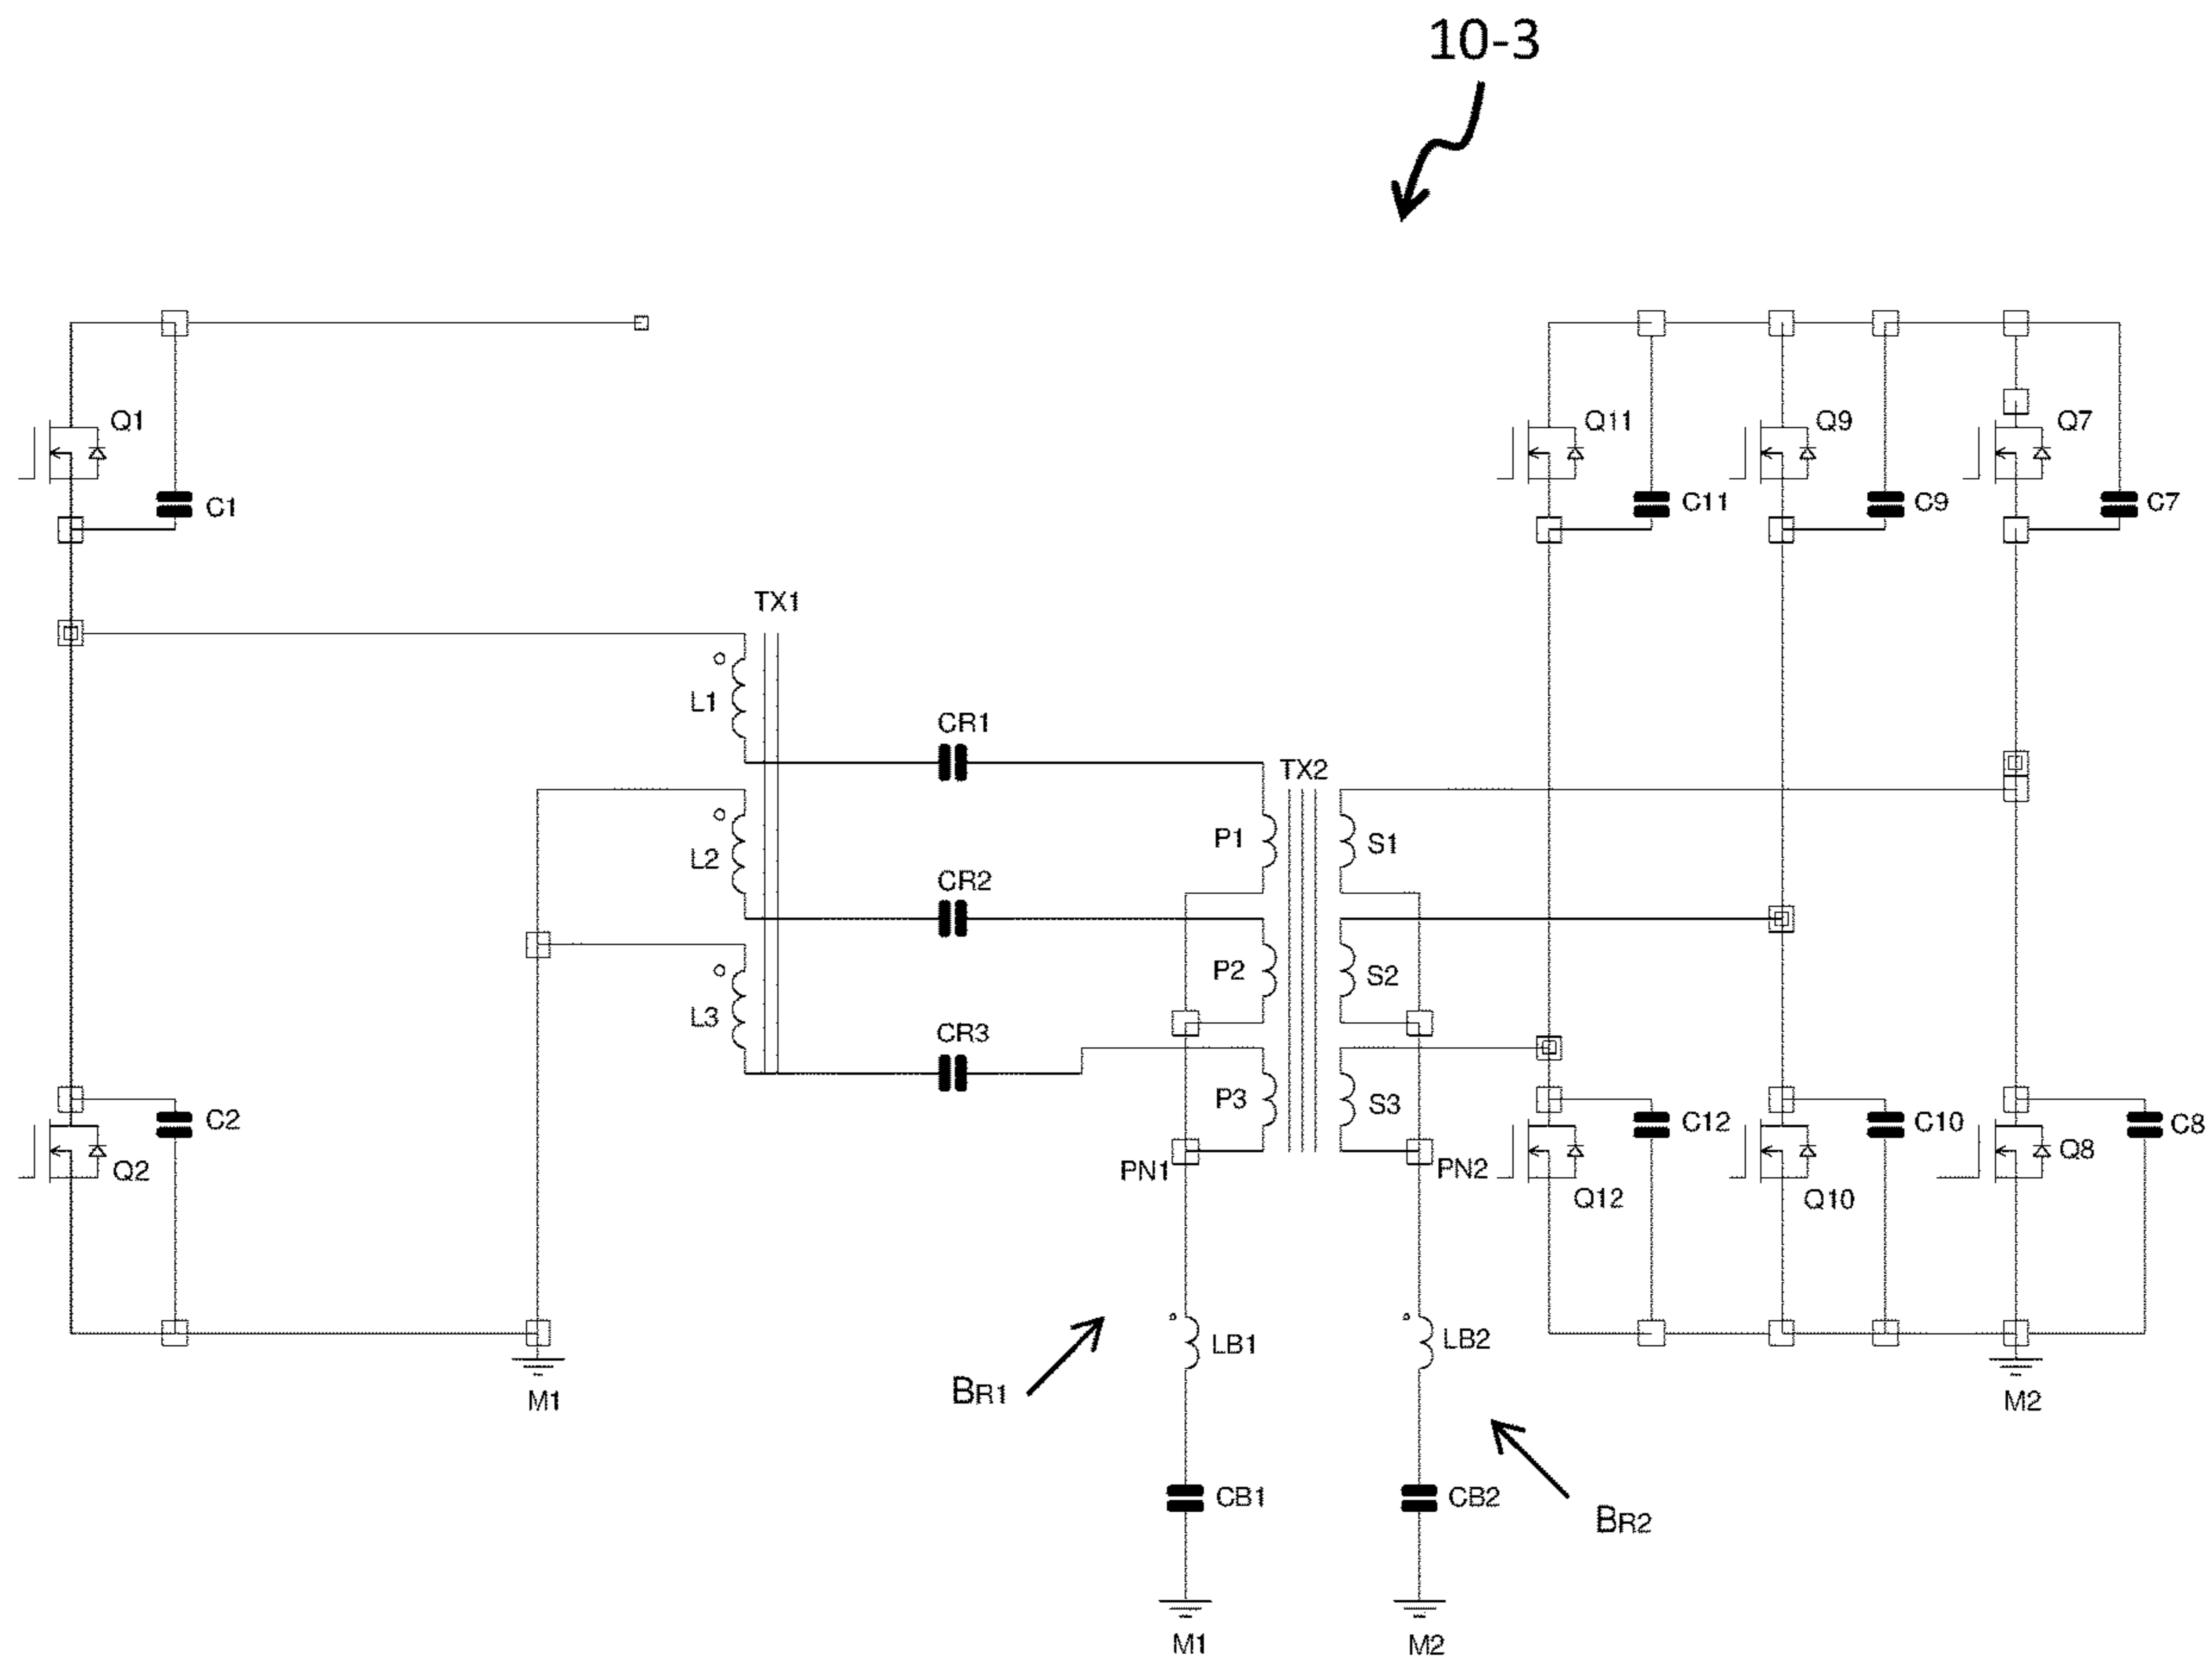 10-3
Q1
Q11
Q9
Q7
C1
C11
C9
C7
TX1
L1
CR1
TX2
P1
S1
L2
CR2
P2
S2
L3
CR3
P3
S3
C2
C12
C10
C8
Q2
PN1
PN2
Q12
Q10
Q8
LB1
LB2
BR1
M1
M2
CB1
CB2
BR2
M1
M2